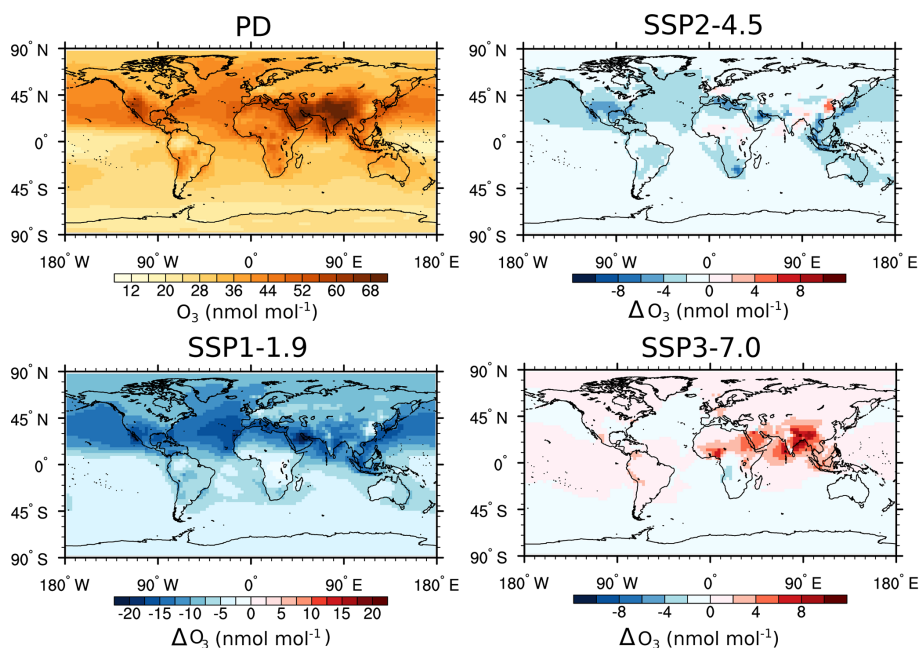 PD
90° N
45° N
0°
45° S
90° S
180° W 90° W 0° 90° E 180° E
12 20 28 36 44 52 60 68
O₃ (nmol mol⁻¹)
SSP2-4.5
90° N
45° N
0°
45° S
90° S
180° W 90° W 0° 90° E 180° E
-8 -4 0 4 8
Δ O₃ (nmol mol⁻¹)
SSP1-1.9
90° N
45° N
0°
45° S
90° S
180° W 90° W 0° 90° E 180° E
-20 -15 -10 -5 0 5 10 15 20
Δ O₃ (nmol mol⁻¹)
SSP3-7.0
90° N
45° N
0°
45° S
90° S
180° W 90° W 0° 90° E 180° E
-8 -4 0 4 8
Δ O₃ (nmol mol⁻¹)